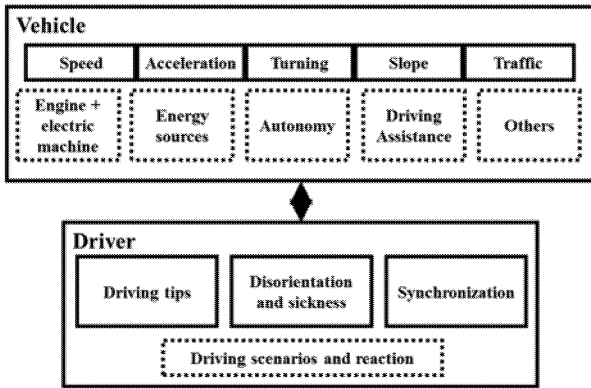 Vehicle
Speed
Acceleration
Turning
Slope
Traffic
Engine +
electric
machine
Energy
sources
Autonomy
Driving
Assistance
Others
Driver
Driving tips
Disorientation
and sickness
Synchronization
Driving scenarios and reaction